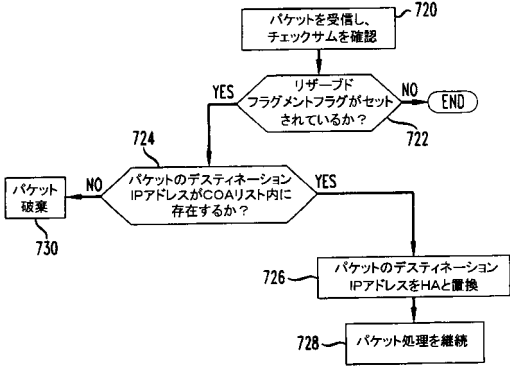 パケットを受信し、
チェックサムを確認
720
リザーブド
フラグメントフラグがセット
されているか?
YES
NO
END
722
724
パケットのデスティネーション
IPアドレスがCOAリスト内に
存在するか?
NO
YES
パケット
破棄
730
726
パケットのデスティネーション
IPアドレスをHAと置換
728
パケット処理を継続